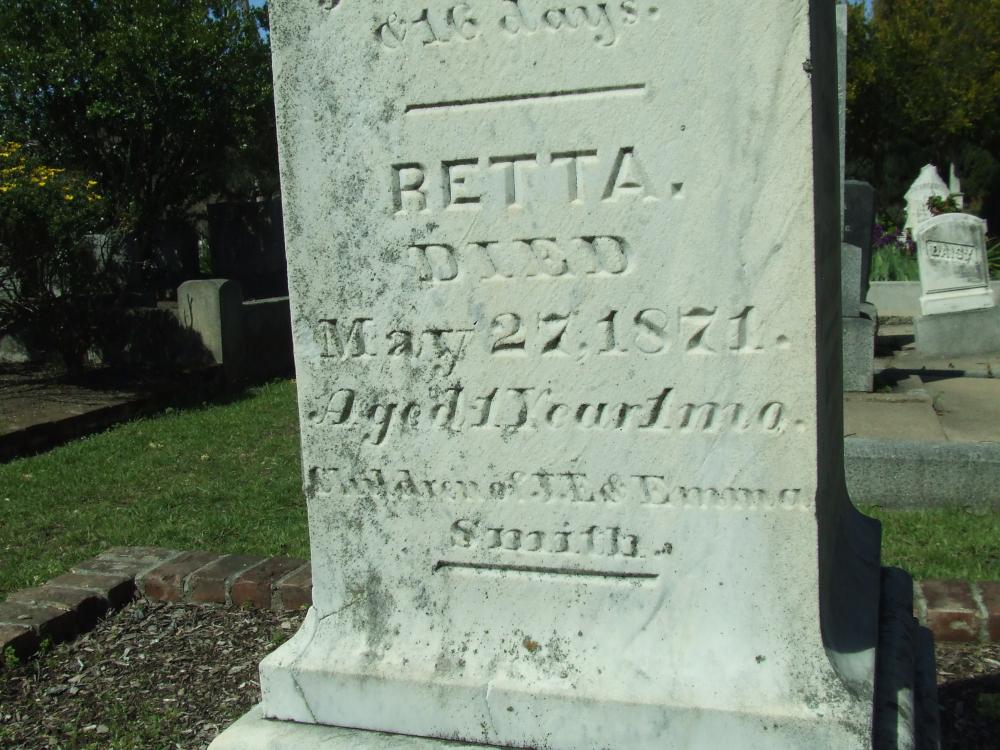 & 16 days.
RETTA.
DIED
May 27, 1871.
Aged 1 Year 1 mo.
Children of J.E & Emma
Smith.
DAISY